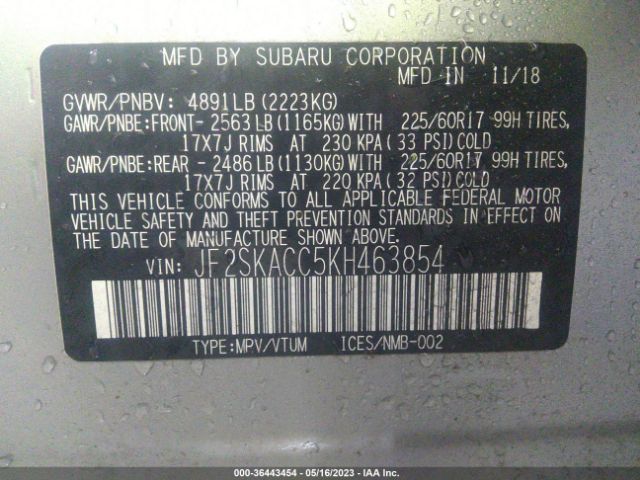 MFD BY SUBARU CORPORATION
MFD IN 11/18
GVWR/PNBV: 4891LB (2223KG)
GAWR/PNBE:FRONT- 2563LB (1165KG)WITH 225/60R17 99H TIRES,
17X7J RIMS AT 230 KPA (33 PSI)COLD
GAWR/PNBE:REAR - 2486LB (1130KG)WITH 225/60R17 99H TIRES,
17X7J RIMS AT 220 KPA (32 PSI)COLD
THIS VEHICLE CONFORMS TO ALL APPLICABLE FEDERAL MOTOR
VEHICLE SAFETY AND THEFT PREVENTION STANDARDS IN EFFECT ON
THE DATE OF MANUFACTURE SHOWN ABOVE.
VIN: JF2SKACC5KH463854
TYPE:MPV/VTUM ICES/NMB-002
000-36443454 - 05/16/2023 - IAA Inc.